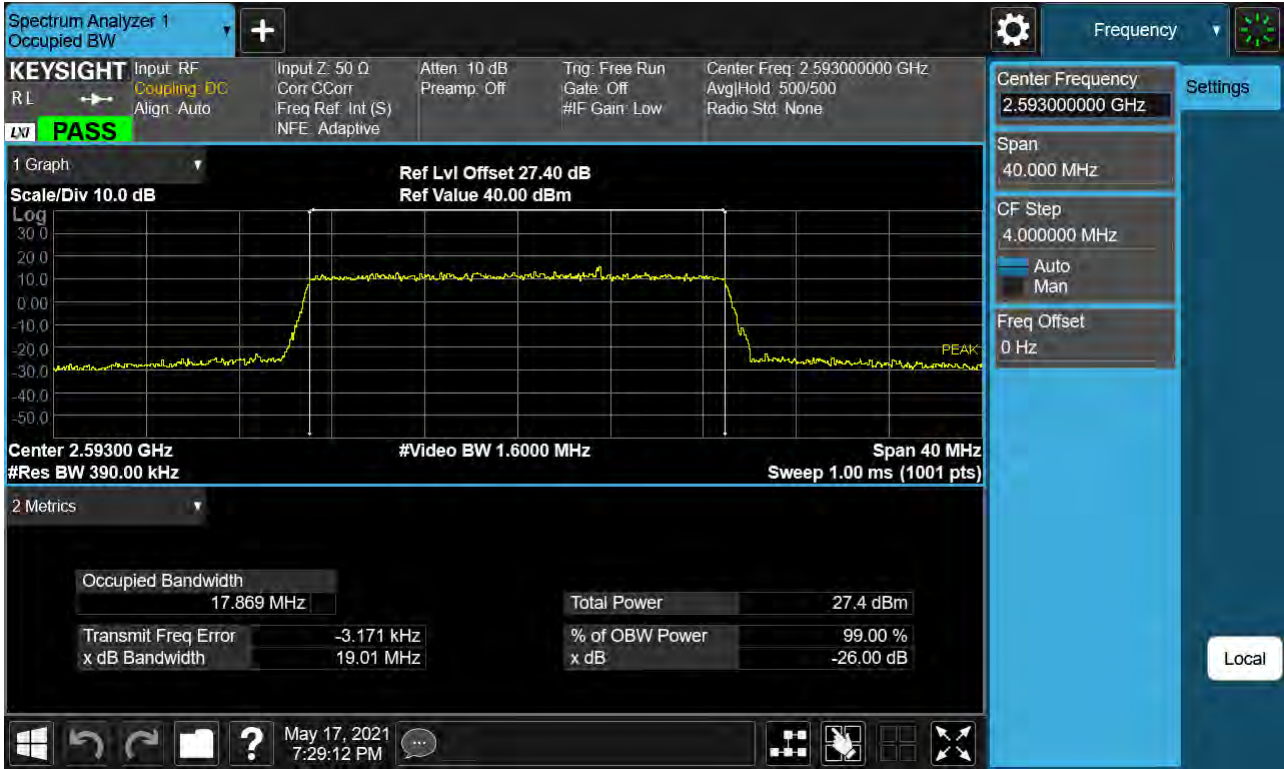 Spectrum Analyzer 1
Occupied BW
Frequency
KEYSIGHT
R L
LXI PASS
Input: RF
Coupling: DC
Align: Auto
Input Z: 50 Ω
Corr CCorr
Freq Ref: Int (S)
NFE: Adaptive
Atten: 10 dB
Preamp: Off
Trig: Free Run
Gate: Off
#IF Gain: Low
Center Freq: 2.593000000 GHz
Avg|Hold: 500/500
Radio Std: None
1 Graph
Scale/Div 10.0 dB
Ref Lvl Offset 27.40 dB
Ref Value 40.00 dBm
Log
30.0
20.0
10.0
0.00
-10.0
-20.0
-30.0
-40.0
-50.0
PEAK
Center 2.59300 GHz
#Video BW 1.6000 MHz
Span 40 MHz
#Res BW 390.00 kHz
Sweep 1.00 ms (1001 pts)
2 Metrics
Occupied Bandwidth
17.869 MHz
Transmit Freq Error -3.171 kHz
x dB Bandwidth 19.01 MHz
Total Power 27.4 dBm
% of OBW Power 99.00 %
x dB -26.00 dB
Center Frequency
2.593000000 GHz
Span
40.000 MHz
CF Step
4.000000 MHz
Auto
Man
Freq Offset
0 Hz
Settings
Local
?
May 17, 2021
7:29:12 PM